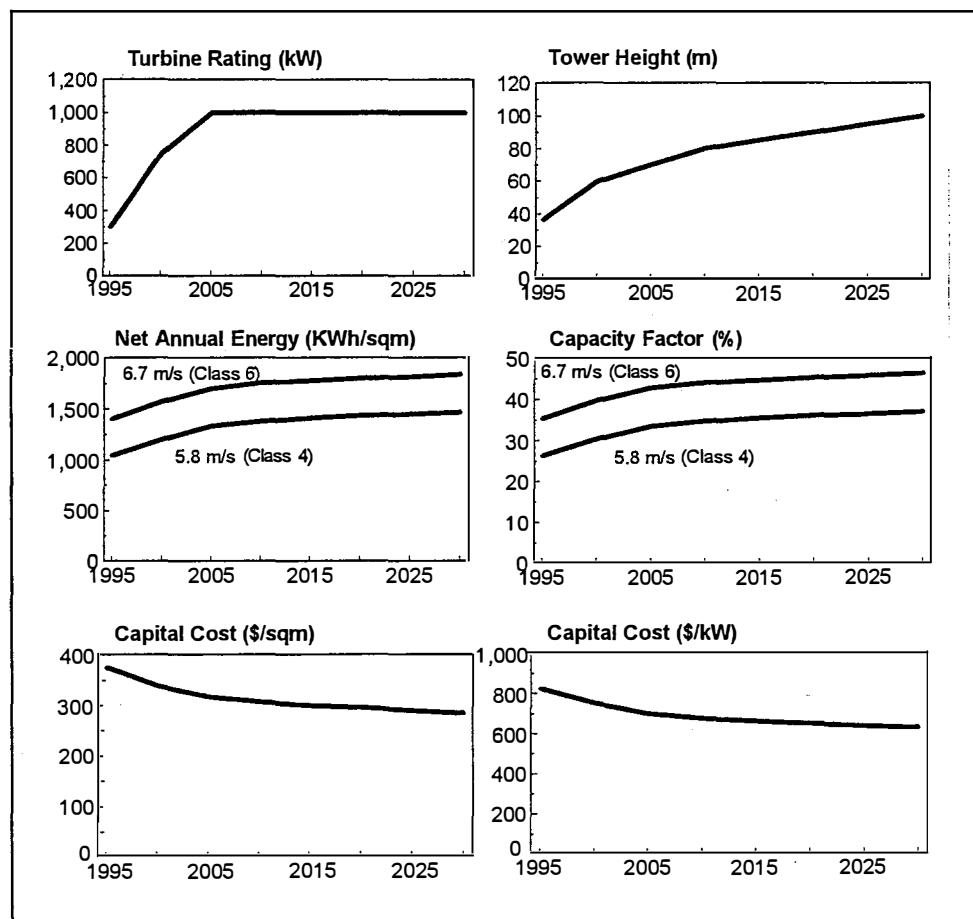 Turbine Rating (kW)
1,200
1,000
800
600
400
200
0
1995 2005 2015 2025
Tower Height (m)
120
100
80
60
40
20
0
1995 2005 2015 2025
Net Annual Energy (KWh/sqm)
2,000
6.7 m/s (Class 6)
1,500
1,000
5.8 m/s (Class 4)
500
0
1995 2005 2015 2025
Capacity Factor (%)
50
6.7 m/s (Class 6)
40
30
5.8 m/s (Class 4)
20
10
0
1995 2005 2015 2025
Capital Cost ($/sqm)
400
300
200
100
0
1995 2005 2015 2025
Capital Cost ($/kW)
1,000
800
600
400
200
0
1995 2005 2015 2025